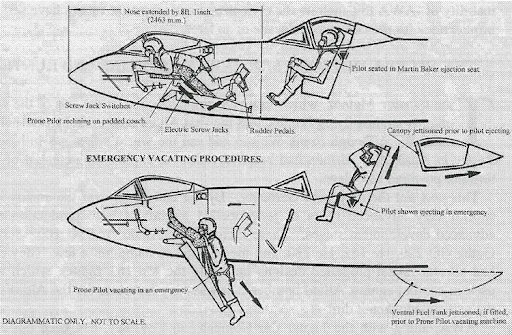 Nose extended by 8ft. 1inch.
(2463 m.m.)
Pilot seated in Martin Baker ejection seat.
Screw Jack Switches
Prone Pilot reclining on padded couch.
Electric Screw Jacks
Rudder Pedals.
Canopy jettisoned prior to pilot ejecting.
EMERGENCY VACATING PROCEDURES.
Pilot shown ejecting in emergency.
Prone Pilot vacating in an emergency.
Ventral Fuel Tank jettisoned, if fitted,
prior to Prone Pilot vacating machine.
DIAGRAMMATIC ONLY. NOT TO SCALE.